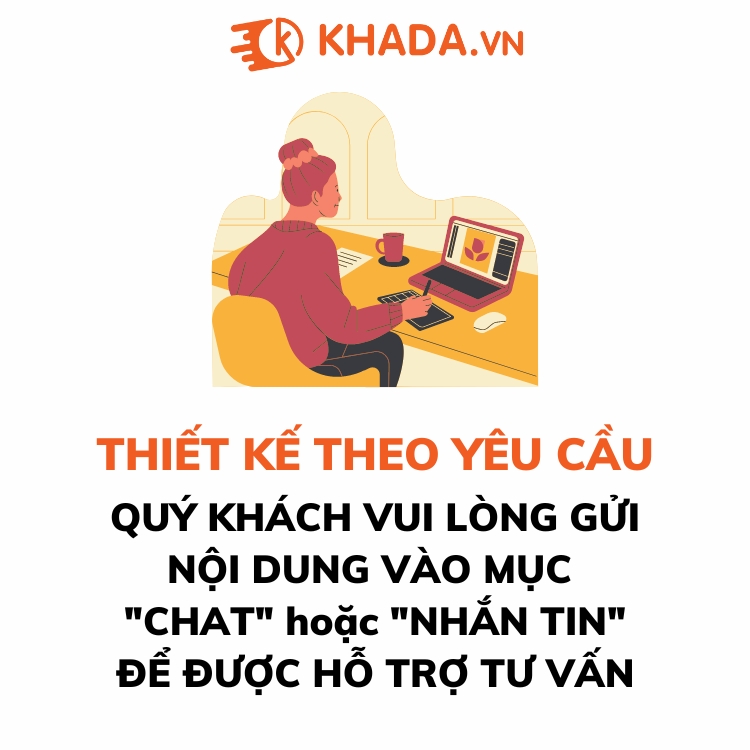 KHADA.VN
THIẾT KẾ THEO YÊU CẦU
QUÝ KHÁCH VUI LÒNG GỬI
NỘI DUNG VÀO MỤC
"CHAT" hoặc "NHẮN TIN"
ĐỂ ĐƯỢC HỖ TRỢ TƯ VẤN